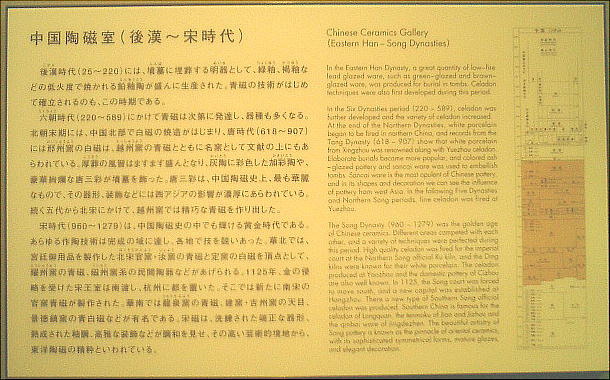 中国陶磁室（後漢～宋時代）
後漢時代（25～220）には、墳墓に埋葬する明器として、緑釉、褐釉な
どの低火度で焼かれる鉛釉陶が盛んに生産された。青磁の技術がはじめ
て確立されるのも、この時期である。
六朝時代（220～589）にかけて青磁は次第に発達し、器種も多くなる。
北朝末期には、中国北部で白磁の焼造がはじまり、唐時代（618～907）
には邢州窯の白磁は、越州窯の青磁とともに名窯として文献の上にもあ
らわれている。厚葬の風習はますます盛んとなり、灰陶に彩色した加彩陶や、
豪華絢爛な唐三彩が墳墓を飾った。唐三彩は、中国陶磁史上、最も華麗
なもので、その器形、装飾などには西アジアの影響が濃厚にあらわれている。
続く五代から北宋にかけて、越州窯では精巧な青磁を作り出した。
宋時代（960～1279）は、中国陶磁史の中でも輝ける黄金時代である。
あらゆる作陶技術は完成の域に達し、各地で技を競いあった。華北では、
宮廷御用品を製作した北宋官窯・汝窯の青磁と定窯の白磁を頂点として、
耀州窯の青磁、磁州窯系の民間陶器などがあげられる。1125年、金の侵
略を受けた宋王室は南渡し、杭州に都を置いた。そこでは新たに南宋の
官窯青磁が製作された。華南では龍泉窯の青磁、建窯・吉州窯の天目、
景徳鎮窯の青白磁などが有名である。宋磁は、洗練された端正な器形、
熟成された釉調、高雅な装飾などが調和を見せ、その高い芸術的境地から、
東洋陶磁の精粋といわれている。
Chinese Ceramics Gallery
(Eastern Han – Song Dynasties)
In the Eastern Han Dynasty, a great quantity of low-fire
lead glazed ware, such as green-glazed and brown-
glazed ware, was produced for burial in tombs. Celadon
techniques were also first developed during this period.
In the Six Dynasties period (220 – 589), celadon was
further developed and the variety of celadon increased.
At the end of the Northern Dynasties, white porcelain
began to be fired in northern China, and records from the
Tang Dynasty (618 – 907) show that white porcelain
from Xingzhou was renowned along with Yuezhou celadon.
Elaborate burials became more popular, and colored ash
-glazed pottery and sancai ware was used to embellish
tombs. Sancai ware is the most opulent of Chinese pottery,
and in its shapes and decoration we can see the influence
of pottery from west Asia. In the following Five Dynasties
and Northern Song periods, fine celadon was fired at
Yuezhou.
The Song Dynasty (960 – 1279) was the golden age
of Chinese ceramics. Different areas competed with each
other, and a variety of techniques were perfected during
this period. High quality celadon was fired for the imperial
court at the Northern Song official Ru kiln, and the Ding
kilns were known for their white porcelain. The celadon
produced at Yaozhou and the domestic pottery at Cizhou
are also well known. In 1125, the Song court was forced
to move south, and a new capital was established at
Hangzhou. There a new type of Southern Song official
celadon was produced. Southern China is famous for the
celadon of Longquan, the tenmoku of Jian and Jizhou and
the qinbai ware of Jingdezhen. The beautiful artistry of
Song pottery is known as the pinnacle of oriental ceramics,
with its sophisticated symmetrical forms, mature glazes,
and elegant decoration.